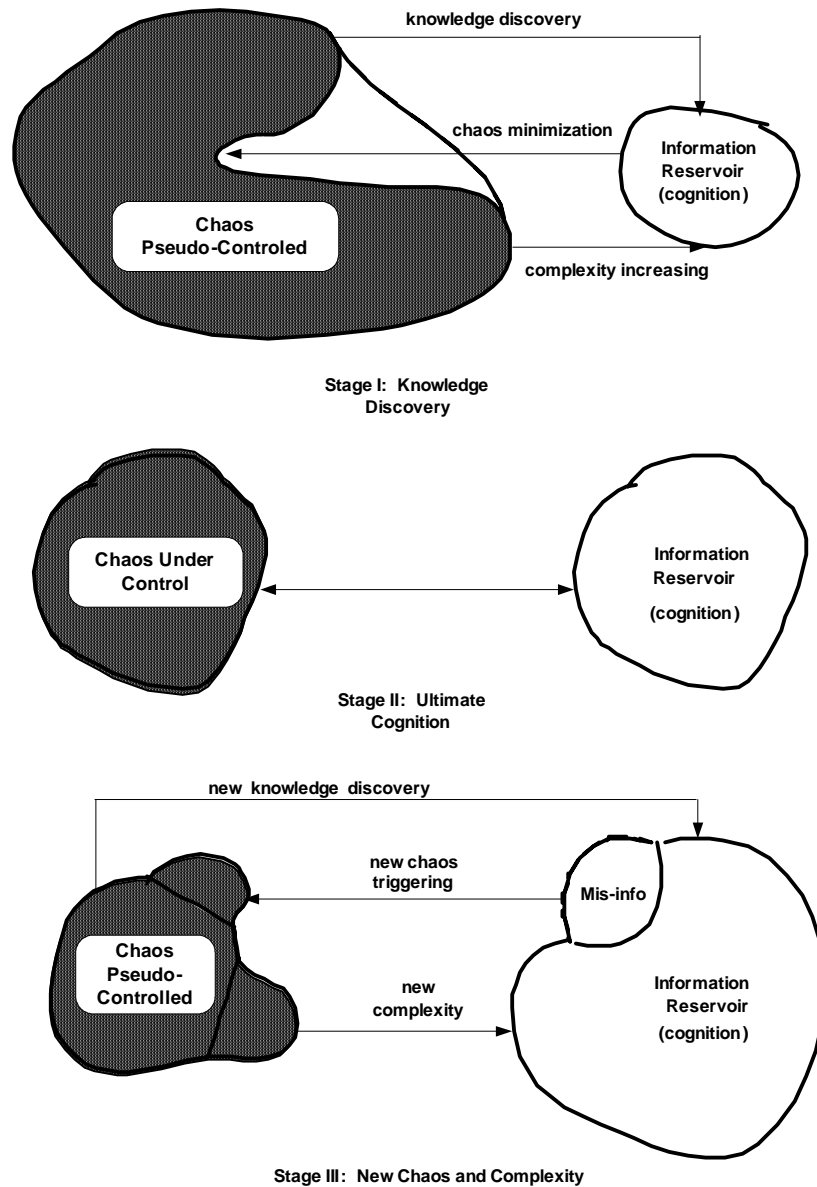 knowledge discovery
chaos minimization
Information
Reservoir
(cognition)
Chaos
Pseudo-Controled
complexity increasing
Stage I: Knowledge
Discovery
Chaos Under
Control
Information
Reservoir
(cognition)
Stage II: Ultimate
Cognition
new knowledge discovery
new chaos
triggering
Mis-info
Chaos
Pseudo-
Controlled
new
complexity
Information
Reservoir
(cognition)
Stage III: New Chaos and Complexity